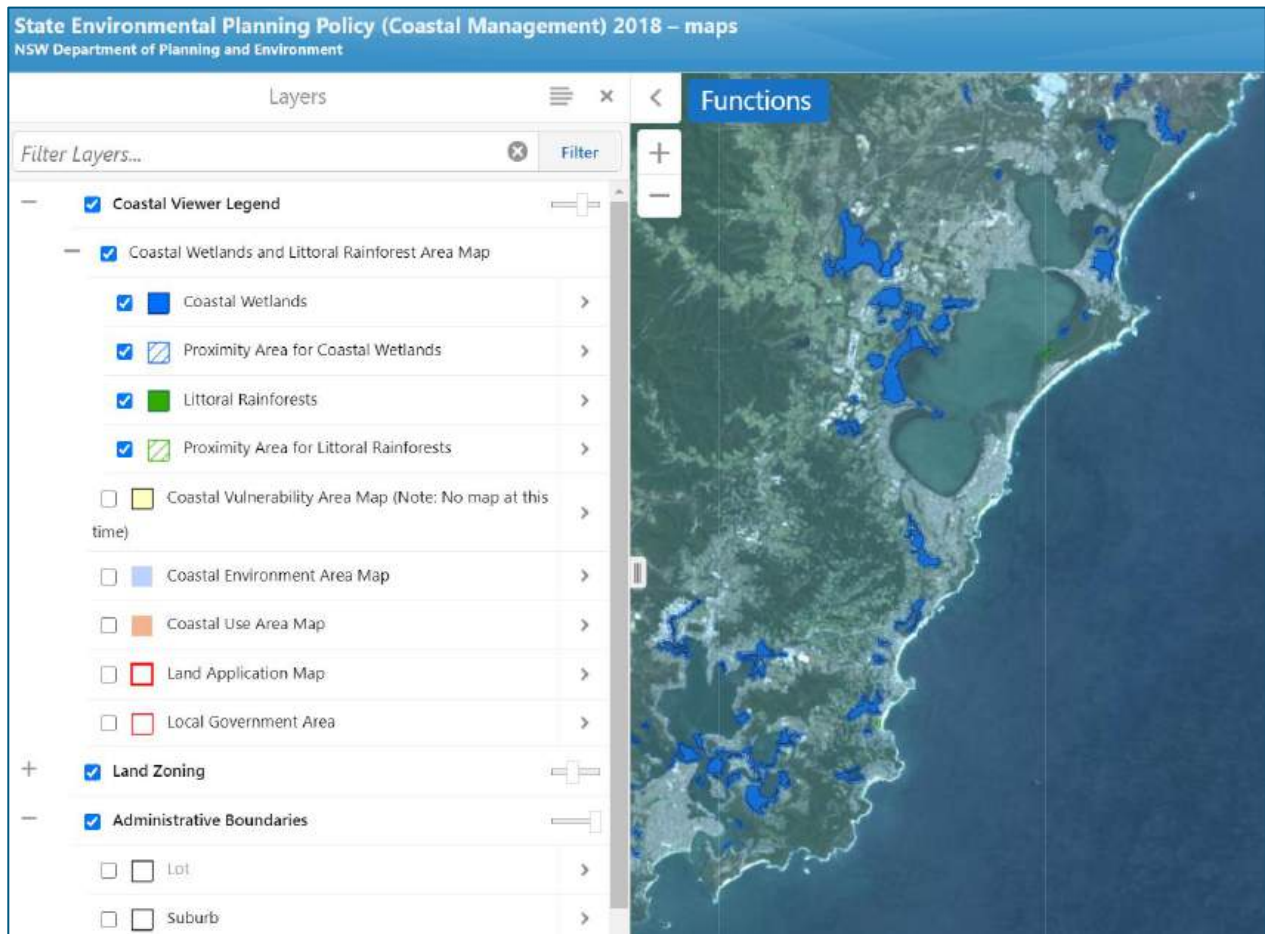 State Environmental Planning Policy (Coastal Management) 2018 – maps
NSW Department of Planning and Environment
Layers
Functions
Filter Layers...
Filter
Coastal Viewer Legend
Coastal Wetlands and Littoral Rainforest Area Map
Coastal Wetlands
Proximity Area for Coastal Wetlands
Littoral Rainforests
Proximity Area for Littoral Rainforests
Coastal Vulnerability Area Map (Note: No map at this
time)
Coastal Environment Area Map
Coastal Use Area Map
Land Application Map
Local Government Area
Land Zoning
Administrative Boundaries
Lot
Suburb